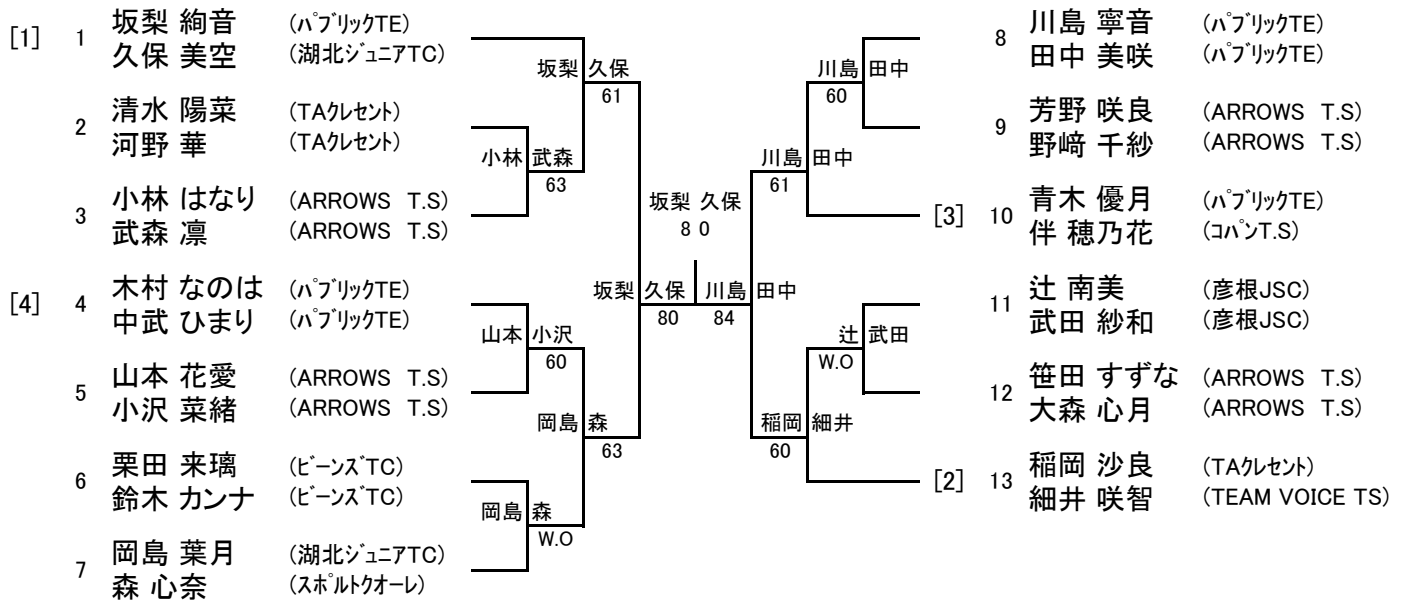 [1] 1 坂梨 絢音 (ﾊﾟﾌﾞﾘｯｸTE)
久保 美空 (湖北ｼﾞｭﾆｱTC)
2 清水 陽菜 (TAｸﾚｾﾝﾄ)
河野 華 (TAｸﾚｾﾝﾄ)
3 小林 はなり (ARROWS T.S)
武森 凛 (ARROWS T.S)
[4] 4 木村 なのは (ﾊﾟﾌﾞﾘｯｸTE)
中武 ひまり (ﾊﾟﾌﾞﾘｯｸTE)
5 山本 花愛 (ARROWS T.S)
小沢 菜緒 (ARROWS T.S)
6 栗田 来璃 (ﾋﾞｰﾝｽﾞTC)
鈴木 カンナ (ﾋﾞｰﾝｽﾞTC)
7 岡島 葉月 (湖北ｼﾞｭﾆｱTC)
森 心奈 (ｽﾎﾟﾙﾄｸｵｰﾚ)
小林 武森
63
山本 小沢
60
岡島 森
W.O
坂梨 久保
61
岡島 森
63
坂梨 久保
80
坂梨 久保
8 0
川島 田中
84
川島 田中
61
稲岡 細井
60
川島 田中
60
辻 武田
W.O
8 川島 寧音 (ﾊﾟﾌﾞﾘｯｸTE)
田中 美咲 (ﾊﾟﾌﾞﾘｯｸTE)
9 芳野 咲良 (ARROWS T.S)
野﨑 千紗 (ARROWS T.S)
[3] 10 青木 優月 (ﾊﾟﾌﾞﾘｯｸTE)
伴 穂乃花 (ｺﾊﾟﾝT.S)
11 辻 南美 (彦根JSC)
武田 紗和 (彦根JSC)
12 笹田 すずな (ARROWS T.S)
大森 心月 (ARROWS T.S)
[2] 13 稲岡 沙良 (TAｸﾚｾﾝﾄ)
細井 咲智 (TEAM VOICE TS)